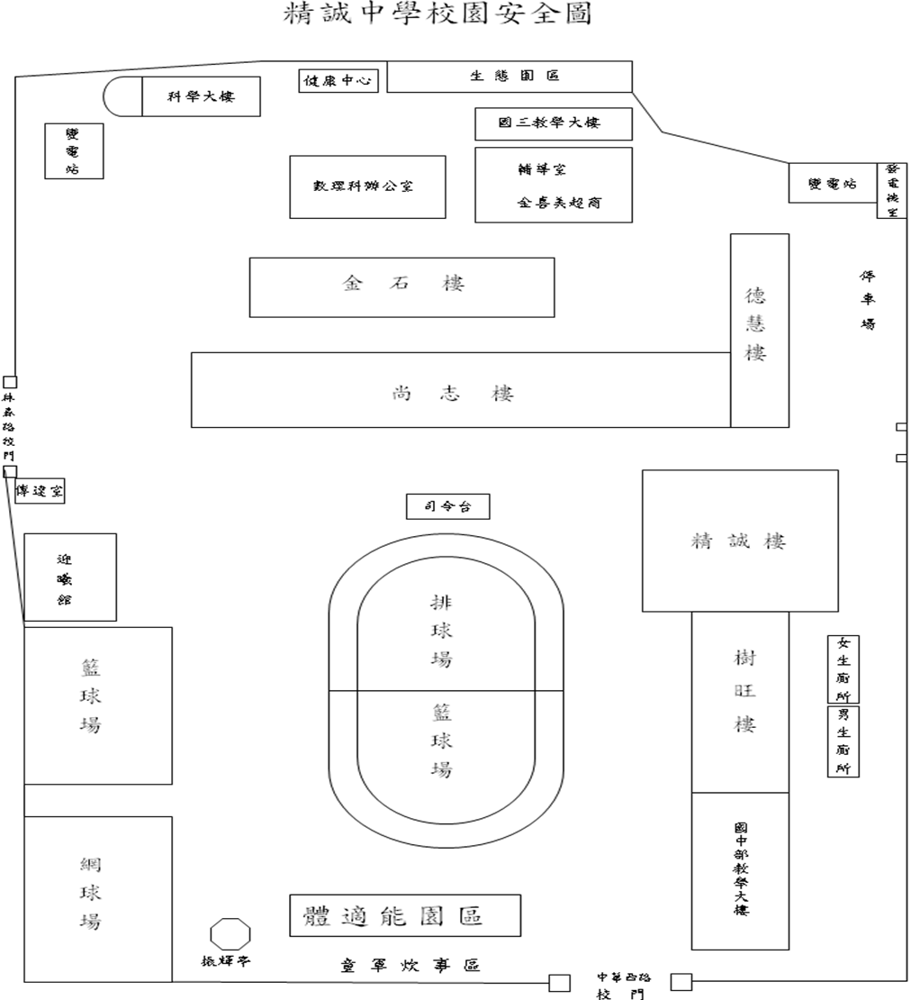 精誠中學校園安全圖
健康中心
生態園區
科學大樓
國三教學大樓
變電站
輔導室
數理科辦公室
金喜美超商
變電站
發電機室
金石樓
德慧樓
停車場
尚志樓
林森路校門
傳達室
司令台
精誠樓
迎曦館
排球場
籃球場
樹旺樓
女生廁所
籃球場
男生廁所
國中部教學大樓
網球場
體適能園區
振輝亭
童軍炊事區
中華西路
校門